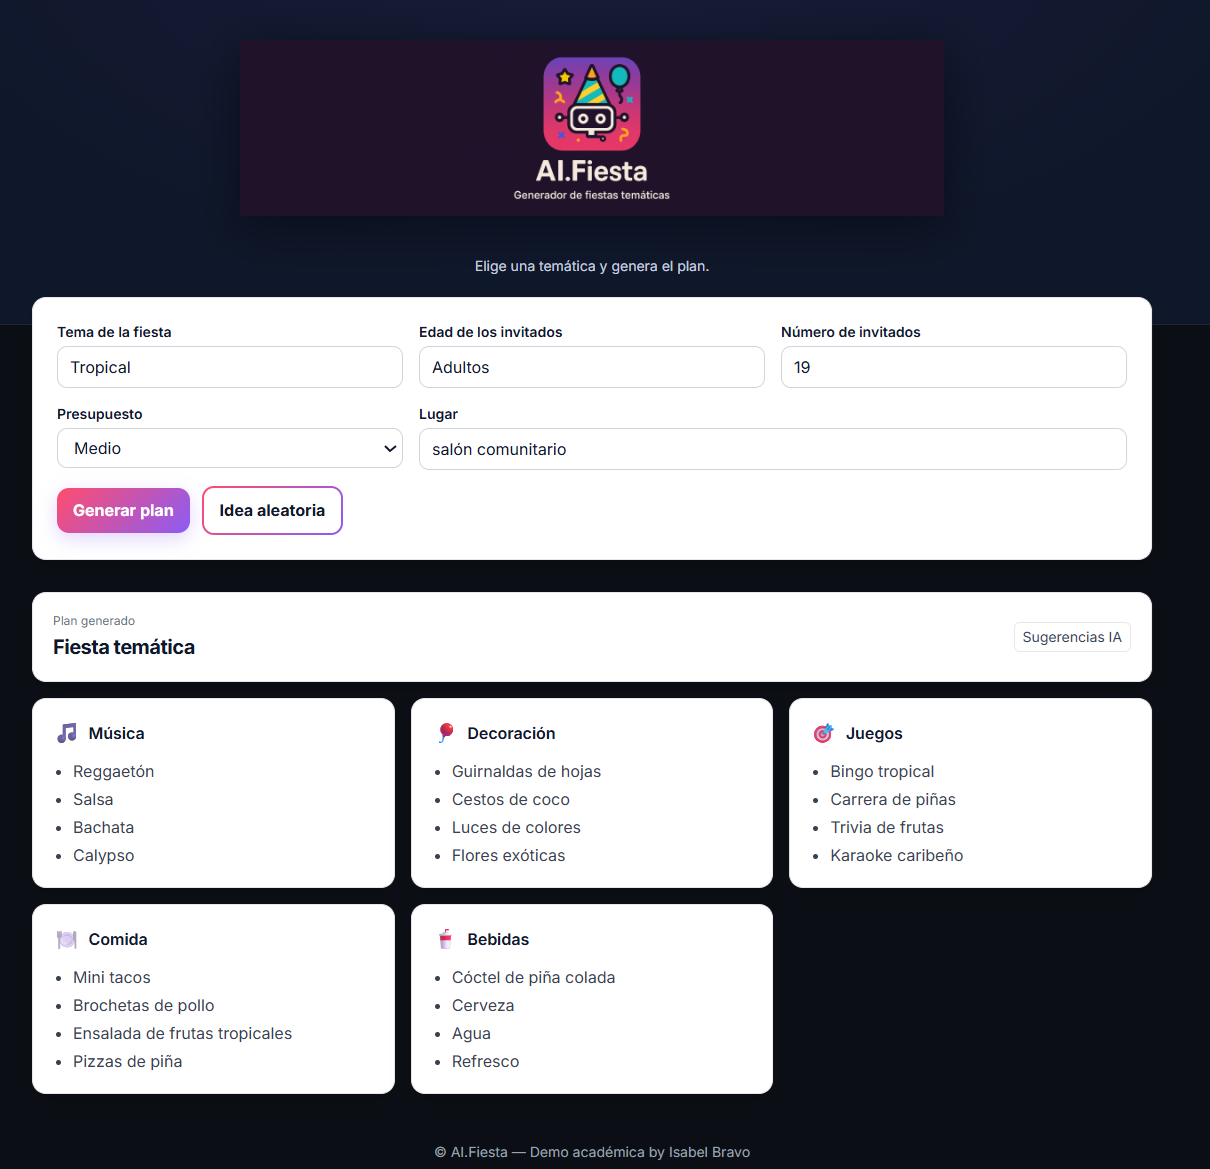 AI.Fiesta
Generador de fiestas temáticas
Elige una temática y genera el plan.
Tema de la fiesta
Tropical
Edad de los invitados
Adultos
Número de invitados
19
Presupuesto
Medio
Lugar
salón comunitario
Generar plan
Idea aleatoria
Plan generado
Fiesta temática
Sugerencias IA
Música
Reggaetón
Salsa
Bachata
Calypso
Decoración
Guirnaldas de hojas
Cestos de coco
Luces de colores
Flores exóticas
Juegos
Bingo tropical
Carrera de piñas
Trivia de frutas
Karaoke caribeño
Comida
Mini tacos
Brochetas de pollo
Ensalada de frutas tropicales
Pizzas de piña
Bebidas
Cóctel de piña colada
Cerveza
Agua
Refresco
© AI.Fiesta — Demo académica by Isabel Bravo